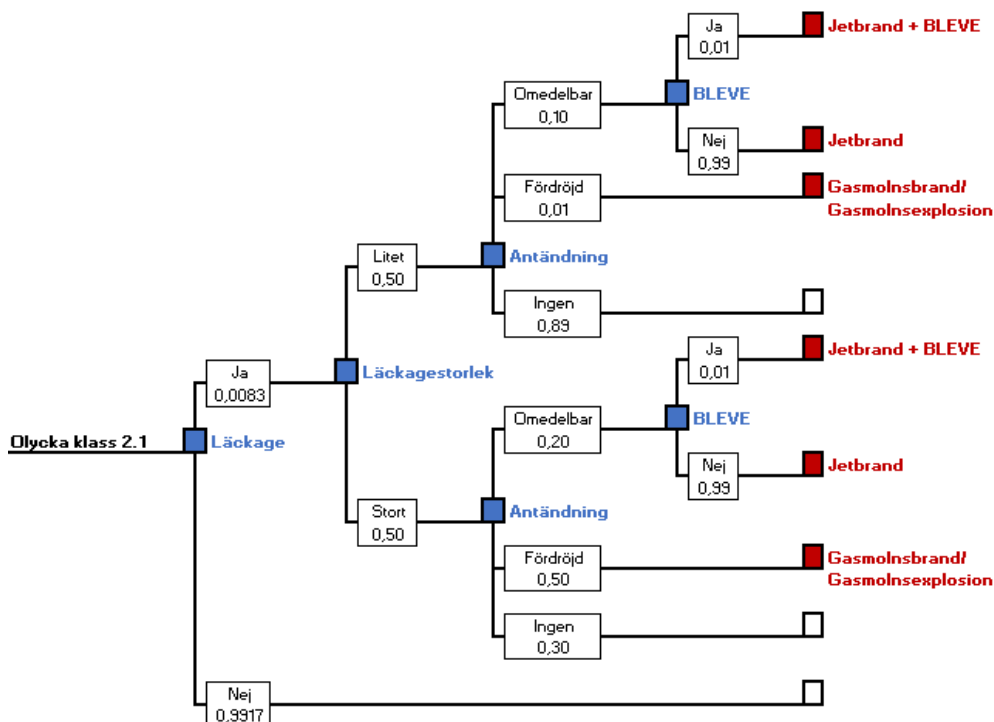 Ja
0,01
Jetbrand + BLEVE
Omedelbar
0,10
BLEVE
Nej
0,99
Jetbrand
Fördröjd
0,01
Gasmolnsbrand/
Gasmolnsexplosion
Litet
0,50
Antändning
Ingen
0,89
Ja
0,01
Jetbrand + BLEVE
Ja
0,0083
Läckagestorlek
Omedelbar
0,20
BLEVE
Olycka klass 2.1
Läckage
Nej
0,99
Jetbrand
Stort
0,50
Antändning
Fördröjd
0,50
Gasmolnsbrand/
Gasmolnsexplosion
Ingen
0,30
Nej
0,9917